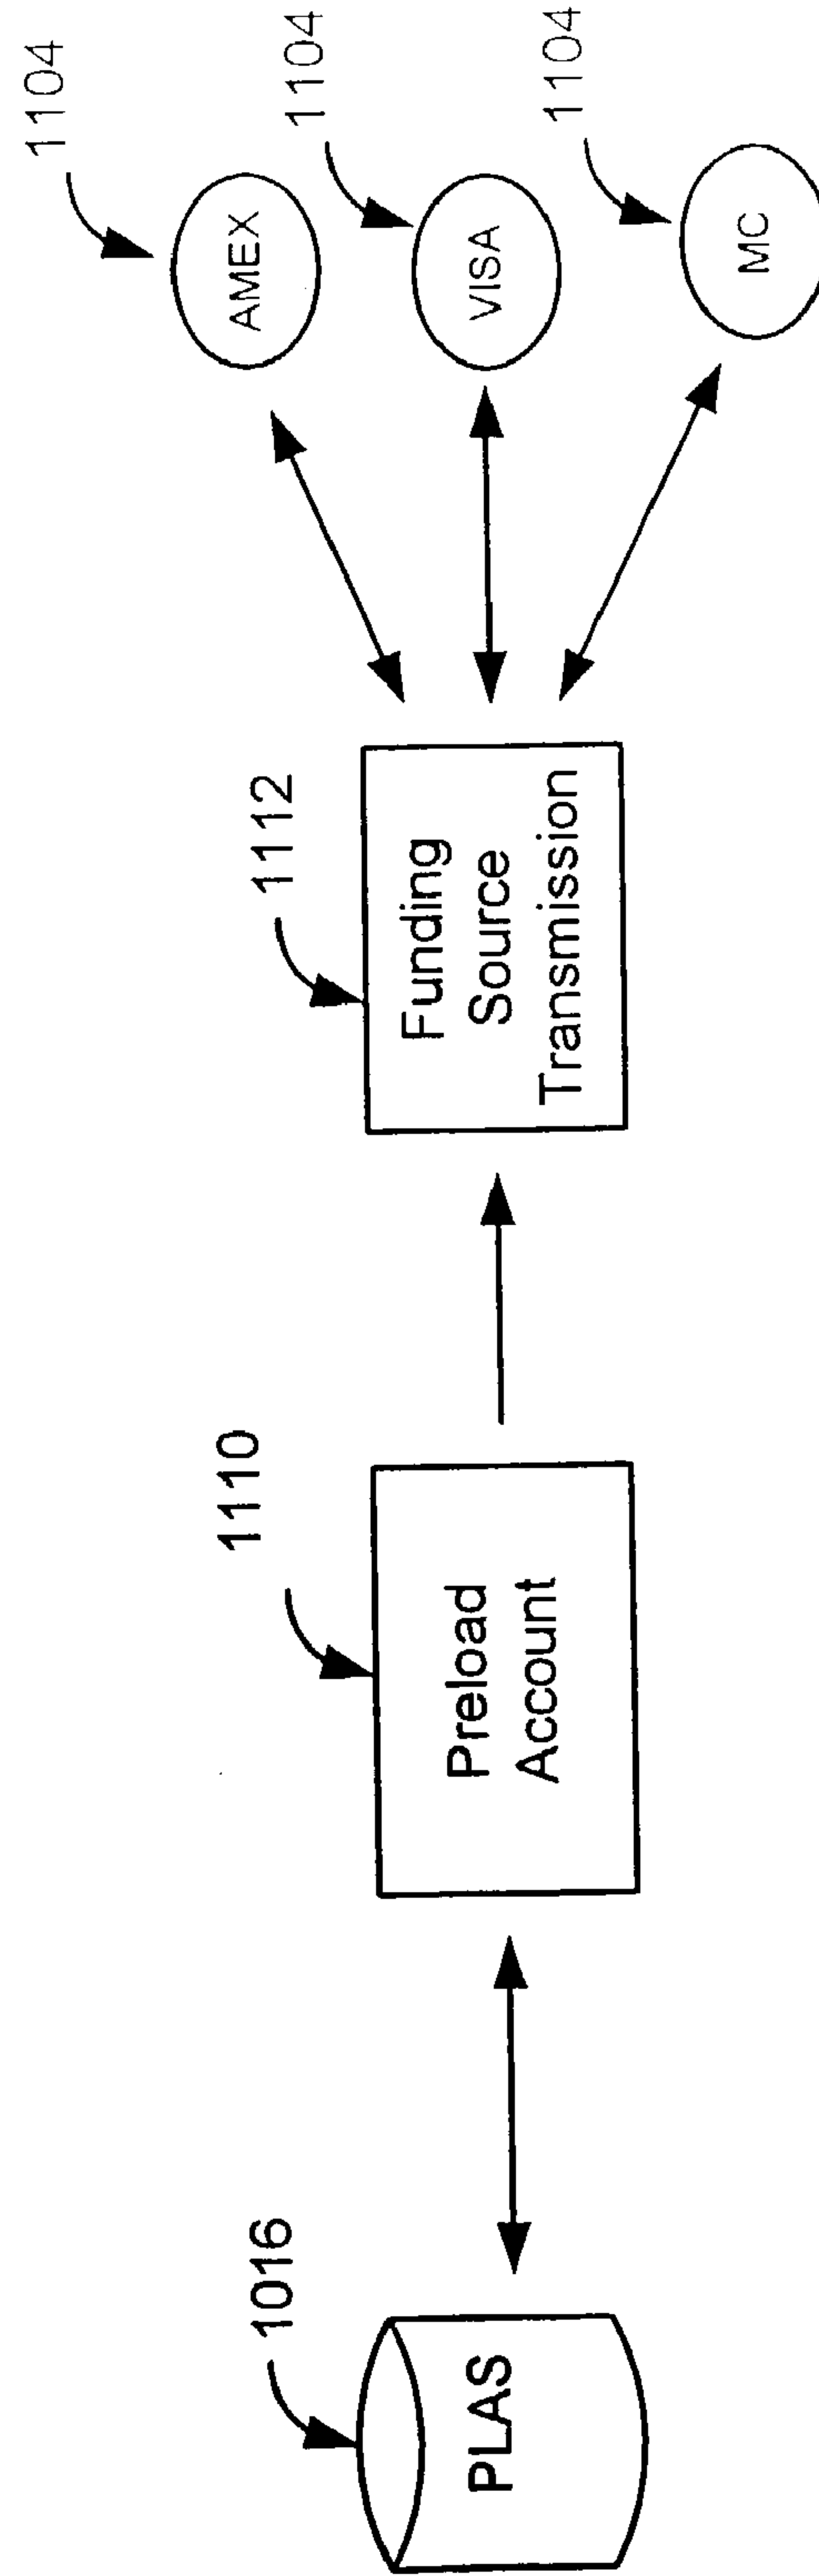 1016
PLAS
1110
Preload
Account
1112
Funding
Source
Transmission
1104
AMEX
1104
VISA
1104
MC